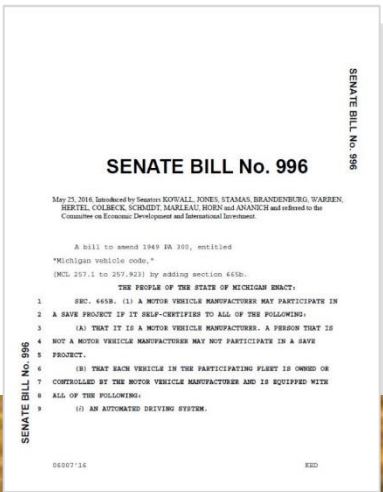 SENATE BILL No. 996
SENATE BILL No. 996
May 25, 2016, Introduced by Senators KOWALL, JONES, STAMAS, BRANDENBURG, WARREN,
HERTEL, COLBECK, SCHMIDT, MARLEAU, HORN and ANANICH and referred to the
Committee on Economic Development and International Investment.
A bill to amend 1949 PA 300, entitled
"Michigan vehicle code,"
(MCL 257.1 to 257.923) by adding section 665b.
THE PEOPLE OF THE STATE OF MICHIGAN ENACT:
1 SEC. 665B. (1) A MOTOR VEHICLE MANUFACTURER MAY PARTICIPATE IN
2 A SAVE PROJECT IF IT SELF-CERTIFIES TO ALL OF THE FOLLOWING:
3 (A) THAT IT IS A MOTOR VEHICLE MANUFACTURER. A PERSON THAT IS
4 NOT A MOTOR VEHICLE MANUFACTURER MAY NOT PARTICIPATE IN A SAVE
5 PROJECT.
6 (B) THAT EACH VEHICLE IN THE PARTICIPATING FLEET IS OWNED OR
7 CONTROLLED BY THE MOTOR VEHICLE MANUFACTURER AND IS EQUIPPED WITH
8 ALL OF THE FOLLOWING:
9 (i) AN AUTOMATED DRIVING SYSTEM.
SENATE BILL No. 996
06007'16 KED